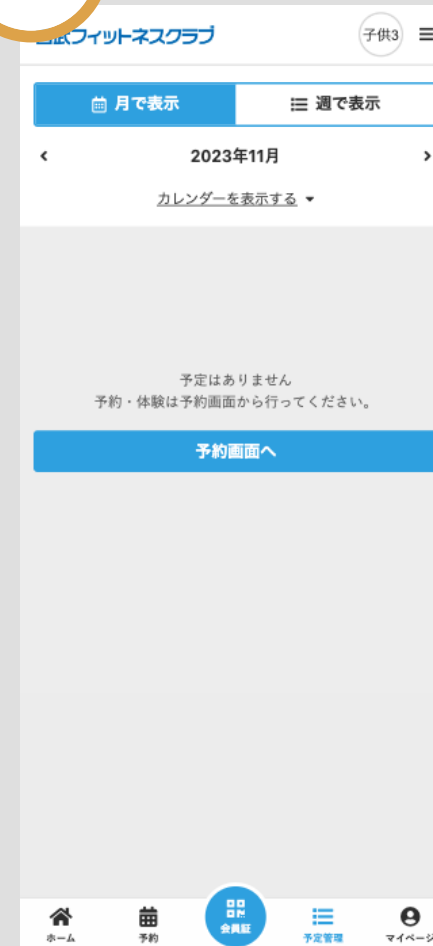 武フィットネスクラブ
子供3
月で表示
週で表示
2023年11月
カレンダーを表示する
予定はありません
予約・体験は予約画面から行ってください。
予約画面へ
ホーム
予約
会員証
予定管理
マイページ